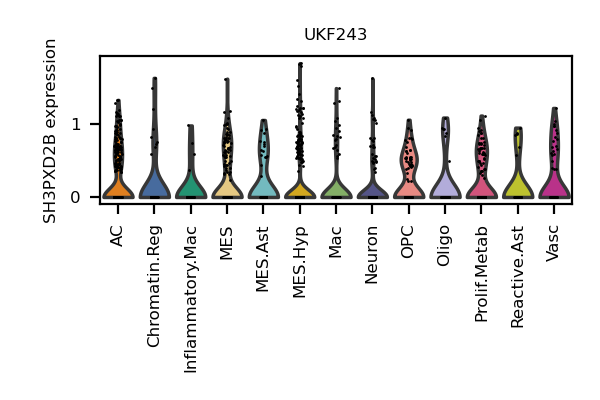 UKF243
SH3PXD2B expression
1
0
AC
Chromatin.Reg
Inflammatory.Mac
MES
MES.Ast
MES.Hyp
Mac
Neuron
OPC
Oligo
Prolif.Metab
Reactive.Ast
Vasc